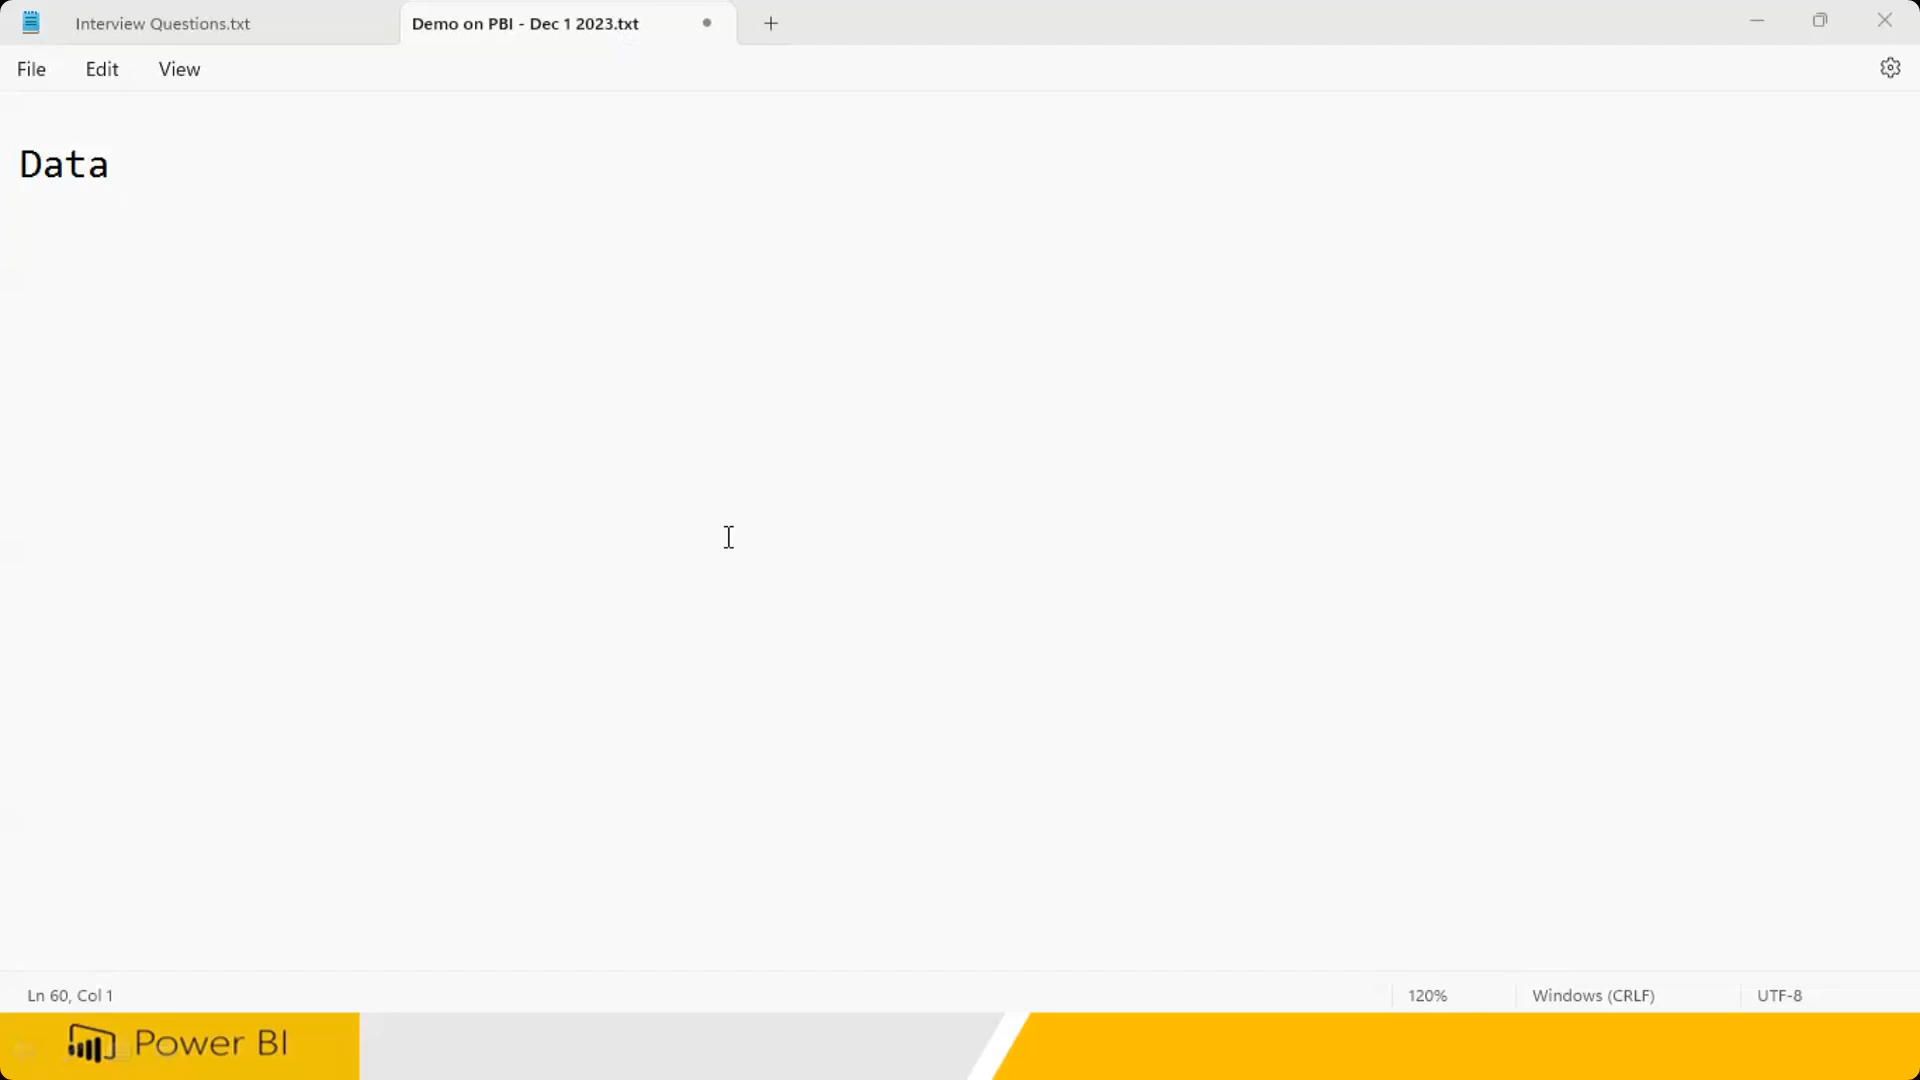 Interview Questions.txt
Demo on PBI - Dec 1 2023.txt
File Edit View
Data
Ln 60, Col 1
120%
Windows (CRLF)
UTF-8
Power BI